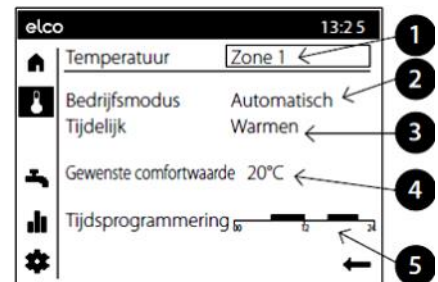 elco 13:25
1
Temperatuur Zone 1
2
Bedrijfsmodus Automatisch
Tijdelijk Warmen
3
Gewenste comfortwaarde 20°C
4
Tijdsprogrammering
00 12 24
5